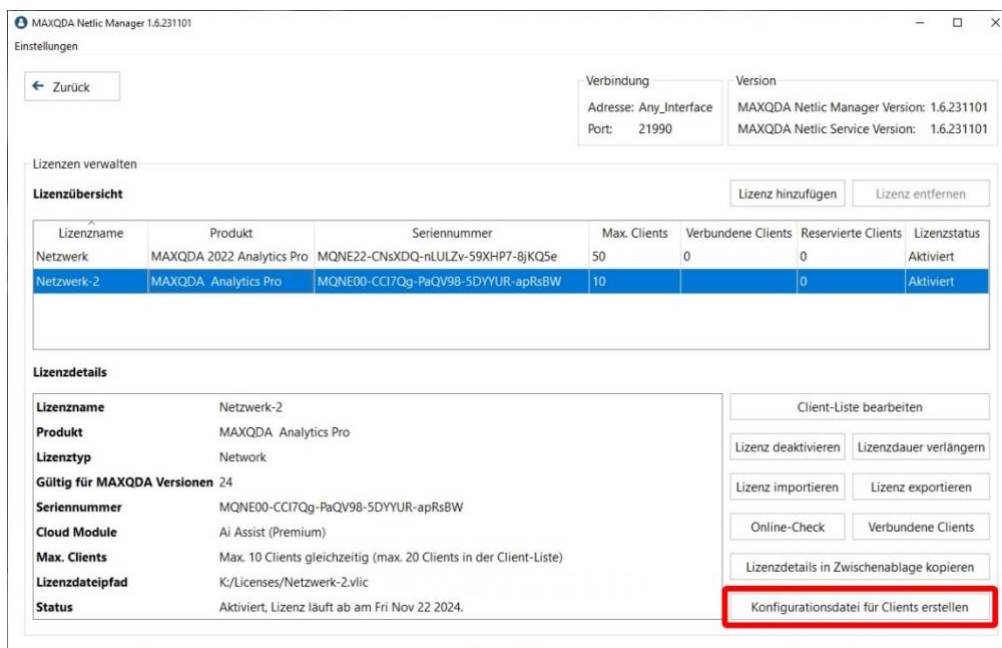 MAXQDA Netlic Manager 1.6.231101
Einstellungen
Zurück
Verbindung
Adresse: Any_Interface
Port: 21990
Version
MAXQDA Netlic Manager Version: 1.6.231101
MAXQDA Netlic Service Version: 1.6.231101
Lizenzen verwalten
Lizenzübersicht
Lizenz hinzufügen
Lizenz entfernen
Lizenzname Produkt Seriennummer Max. Clients Verbundene Clients Reservierte Clients Lizenzstatus
Netzwerk MAXQDA 2022 Analytics Pro MQNE22-CNsXDQ-nLULZv-59XHP7-8jKQ5e 50 0 0 Aktiviert
Netzwerk-2 MAXQDA Analytics Pro MQNE00-CCI7Qg-PaQV98-5DYYUR-apRsBW 10 0 Aktiviert
Lizenzdetails
Lizenzname Netzwerk-2
Produkt MAXQDA Analytics Pro
Lizenztyp Network
Gültig für MAXQDA Versionen 24
Seriennummer MQNE00-CCI7Qg-PaQV98-5DYYUR-apRsBW
Cloud Module Ai Assist (Premium)
Max. Clients Max. 10 Clients gleichzeitig (max. 20 Clients in der Client-Liste)
Lizenzdateipfad K:/Licenses/Netzwerk-2.vlic
Status Aktiviert, Lizenz läuft ab am Fri Nov 22 2024.
Client-Liste bearbeiten
Lizenz deaktivieren
Lizenzdauer verlängern
Lizenz importieren
Lizenz exportieren
Online-Check
Verbundene Clients
Lizenzdetails in Zwischenablage kopieren
Konfigurationsdatei für Clients erstellen